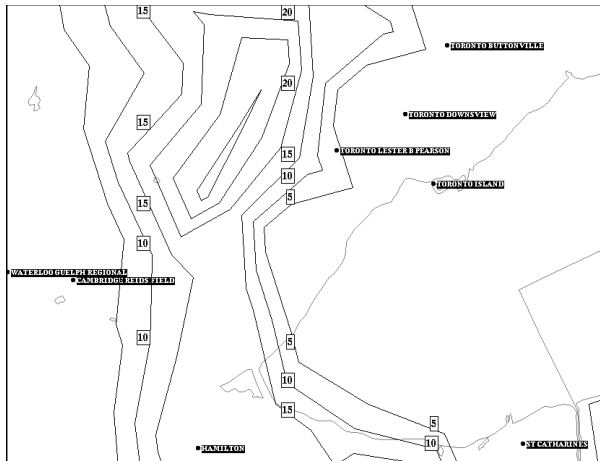 15
20
TORONTO BUTTONVILLE
20
TORONTO DOWNSVIEW
15
TORONTO LESTER B PEARSON
15
10
TORONTO ISLAND
5
15
10
WATERLOO GUELPH REGIONAL
CAMBRIDGE REIDS FIELD
10
5
10
15
5
10
ST CATHARINES
HAMILTON